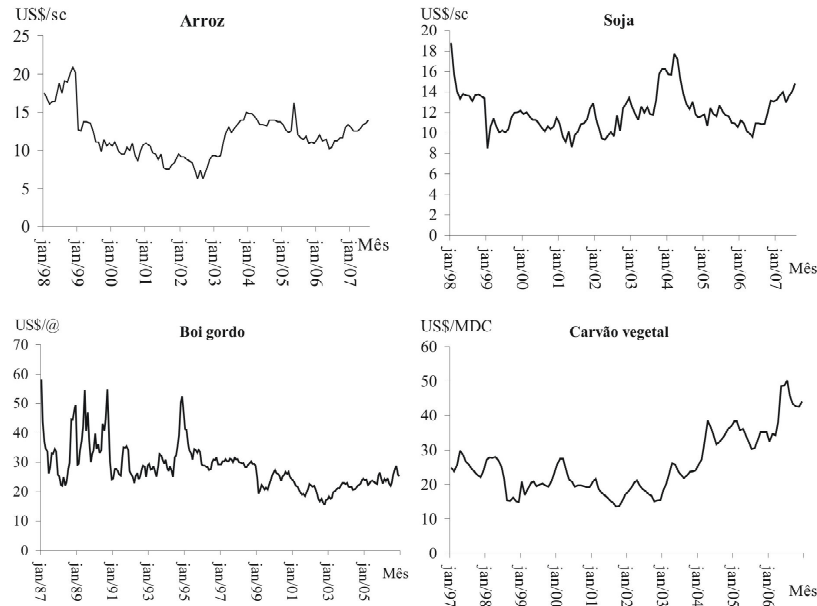 US$/sc
Arroz
25
20
15
10
5
0
jan/98
jan/99
jan/00
jan/01
jan/02
jan/03
jan/04
jan/05
jan/06
jan/07
Mês
US$/sc
Soja
20
18
16
14
12
10
8
6
4
2
0
jan/98
jan/99
jan/00
jan/01
jan/02
jan/03
jan/04
jan/05
jan/06
jan/07
Mês
US$/@
Boi gordo
70
60
50
40
30
20
10
0
jan/87
jan/89
jan/91
jan/93
jan/95
jan/97
jan/99
jan/01
jan/03
jan/05
Mês
US$/MDC
Carvão vegetal
60
50
40
30
20
10
0
jan/97
jan/98
jan/99
jan/00
jan/01
jan/02
jan/03
jan/04
jan/05
jan/06
Mês